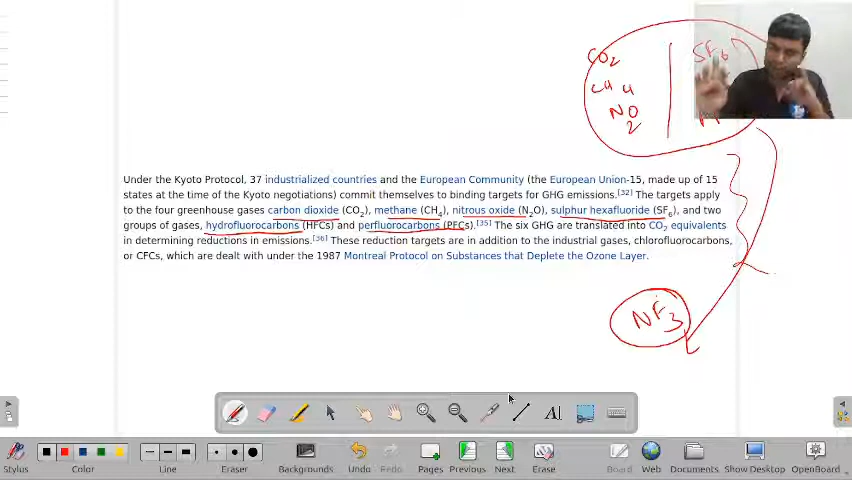 CO2
CH4
NO2
SF6
Under the Kyoto Protocol, 37 industrialized countries and the European Community (the European Union-15, made up of 15
states at the time of the Kyoto negotiations) commit themselves to binding targets for GHG emissions.[32] The targets apply
to the four greenhouse gases carbon dioxide (CO2), methane (CH4), nitrous oxide (N2O), sulphur hexafluoride (SF6), and two
groups of gases, hydrofluorocarbons (HFCs) and perfluorocarbons (PFCs).[35] The six GHG are translated into CO2 equivalents
in determining reductions in emissions.[36] These reduction targets are in addition to the industrial gases, chlorofluorocarbons,
or CFCs, which are dealt with under the 1987 Montreal Protocol on Substances that Deplete the Ozone Layer.
NF3
Stylus
Color
Line
Eraser
Backgrounds
Undo
Redo
Pages
Previous
Next
Erase
Board
Web
Documents
Show Desktop
OpenBoard